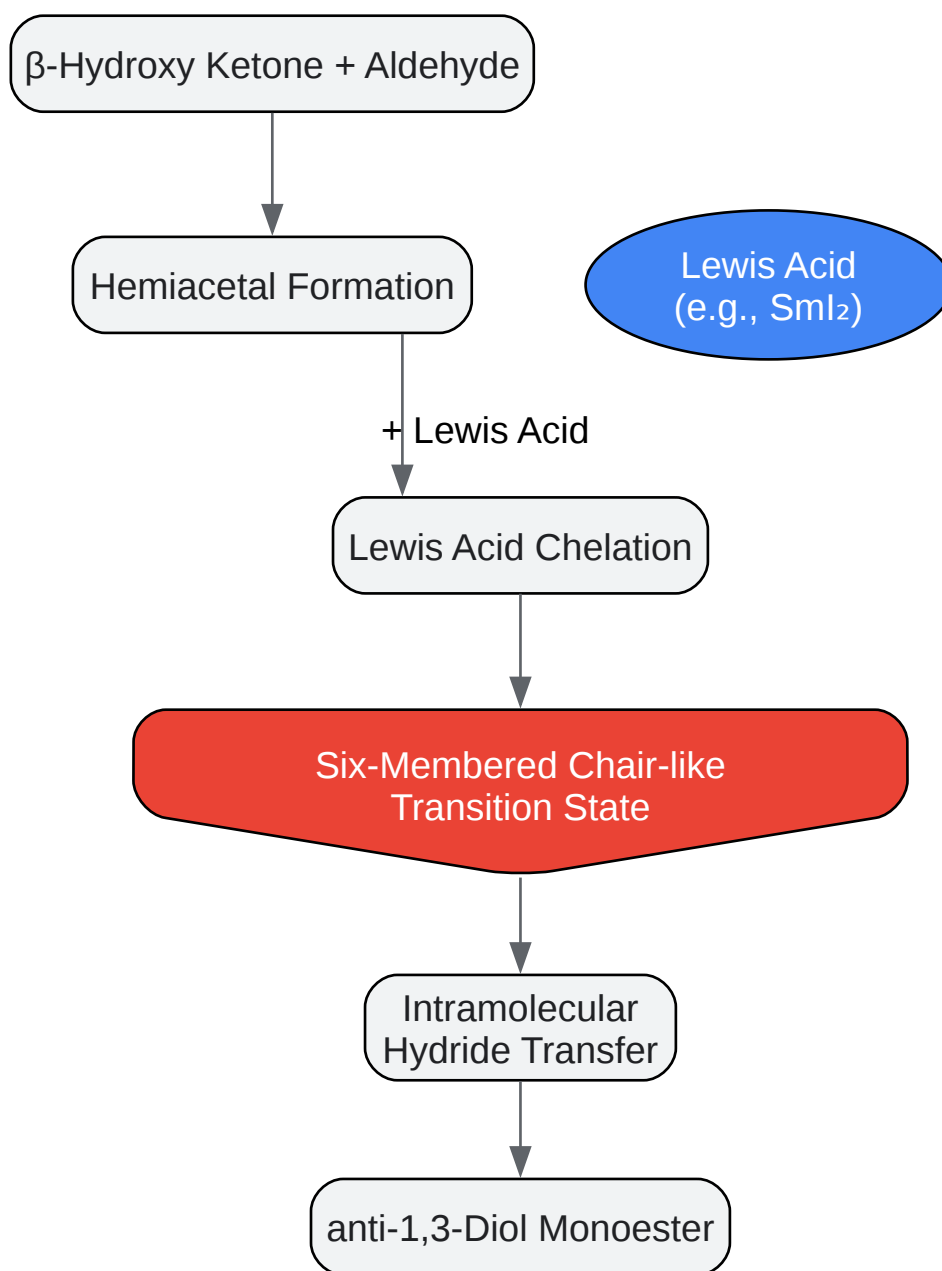 β-Hydroxy Ketone + Aldehyde
Hemiacetal Formation
Lewis Acid
(e.g., SmI₂)
+ Lewis Acid
Lewis Acid Chelation
Six-Membered Chair-like
Transition State
Intramolecular
Hydride Transfer
anti-1,3-Diol Monoester